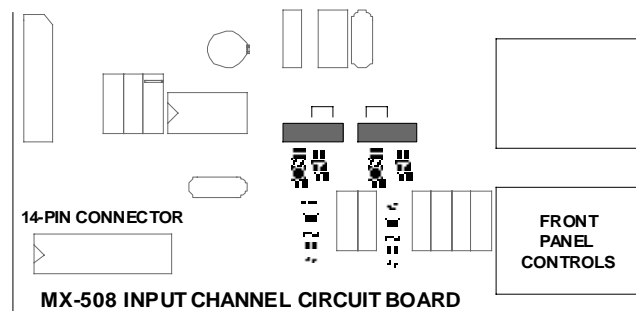 14-PIN CONNECTOR
FRONT
PANEL
CONTROLS
MX-508 INPUT CHANNEL CIRCUIT BOARD